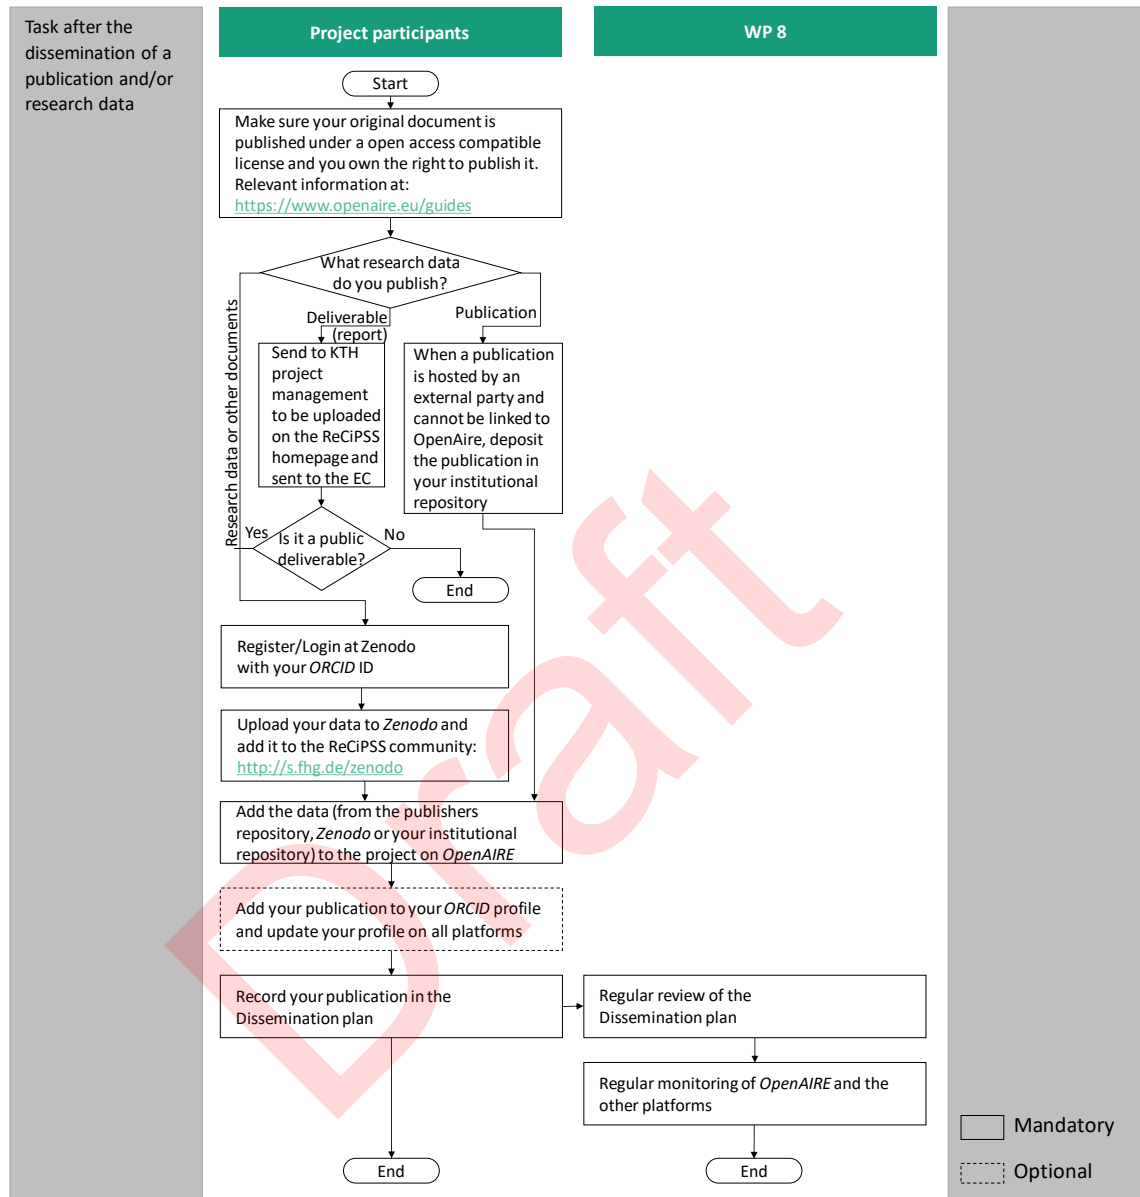 Task after the
dissemination of a
publication and/or
research data
Project participants
WP 8
Start
Make sure your original document is
published under a open access compatible
license and you own the right to publish it.
Relevant information at:
https://www.openaire.eu/guides
What research data
do you publish?
Research data or other documents
Deliverable
(report)
Publication
Send to KTH
project
management
to be uploaded
on the ReCiPSS
homepage and
sent to the EC
When a publication
is hosted by an
external party and
cannot be linked to
OpenAire, deposit
the publication in
your institutional
repository
Yes
Is it a public
deliverable?
No
End
Register/Login at Zenodo
with your ORCID ID
Upload your data to Zenodo and
add it to the ReCiPSS community:
http://s.fhg.de/zenodo
Add the data (from the publishers
repository, Zenodo or your institutional
repository) to the project on OpenAIRE
Add your publication to your ORCID profile
and update your profile on all platforms
Record your publication in the
Dissemination plan
Regular review of the
Dissemination plan
Regular monitoring of OpenAIRE and the
other platforms
End
End
Mandatory
Optional
Draft